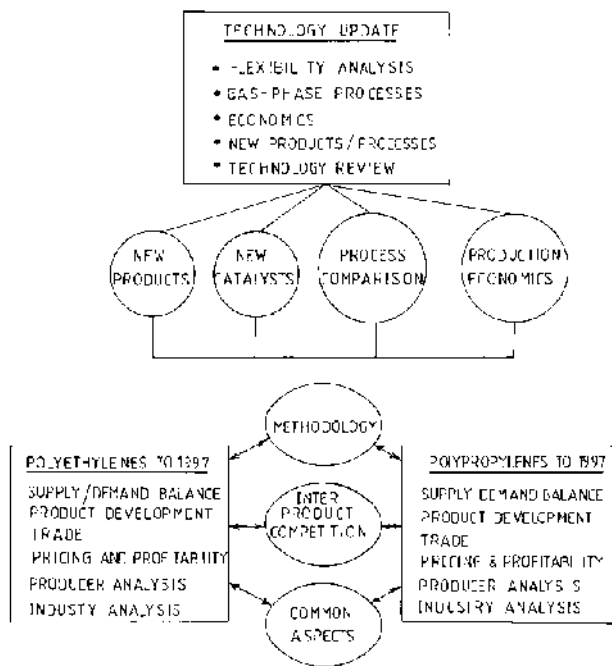 TECHNOLOGY UPDATE
• FLEXIBILITY ANALYSIS
• GAS-PHASE PROCESSES
• ECONOMICS
• NEW PRODUCTS/PROCESSES
• TECHNOLOGY REVIEW
NEW
PRODUCTS
NEW
CATALYSTS
PROCESS
COMPARISON
PRODUCTION
ECONOMICS
METHODOLOGY
POLYETHYLENES TO 1997
SUPPLY/DEMAND BALANCE
PRODUCT DEVELOPMENT
TRADE
PRICING AND PROFITABILITY
PRODUCER ANALYSIS
INDUSTY ANALYSIS
INTER
PRODUCT
COMPETITION
COMMON
ASPECTS
POLYPROPYLENES TO 1997
SUPPLY DEMAND BALANCE
PRODUCT DEVELOPMENT
TRADE
PRICING & PROFITABILITY
PRODUCER ANALYSIS
INDUSTRY ANALYSIS